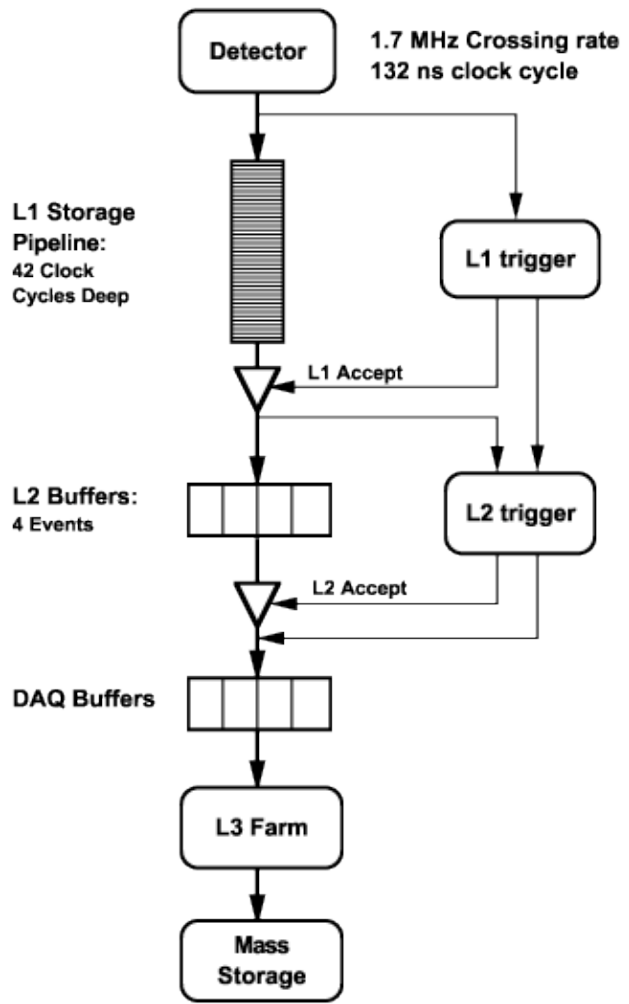 Detector
1.7 MHz Crossing rate
132 ns clock cycle
L1 Storage
Pipeline:
42 Clock
Cycles Deep
L1 trigger
L1 Accept
L2 Buffers:
4 Events
L2 trigger
L2 Accept
DAQ Buffers
L3 Farm
Mass
Storage